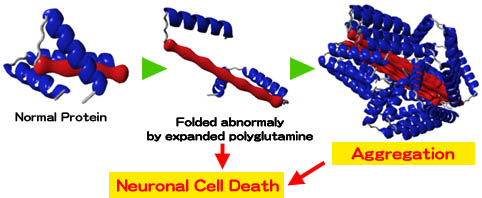 Normal Protein
Folded abnormaly
by expanded polyglutamine
Aggregation
Neuronal Cell Death